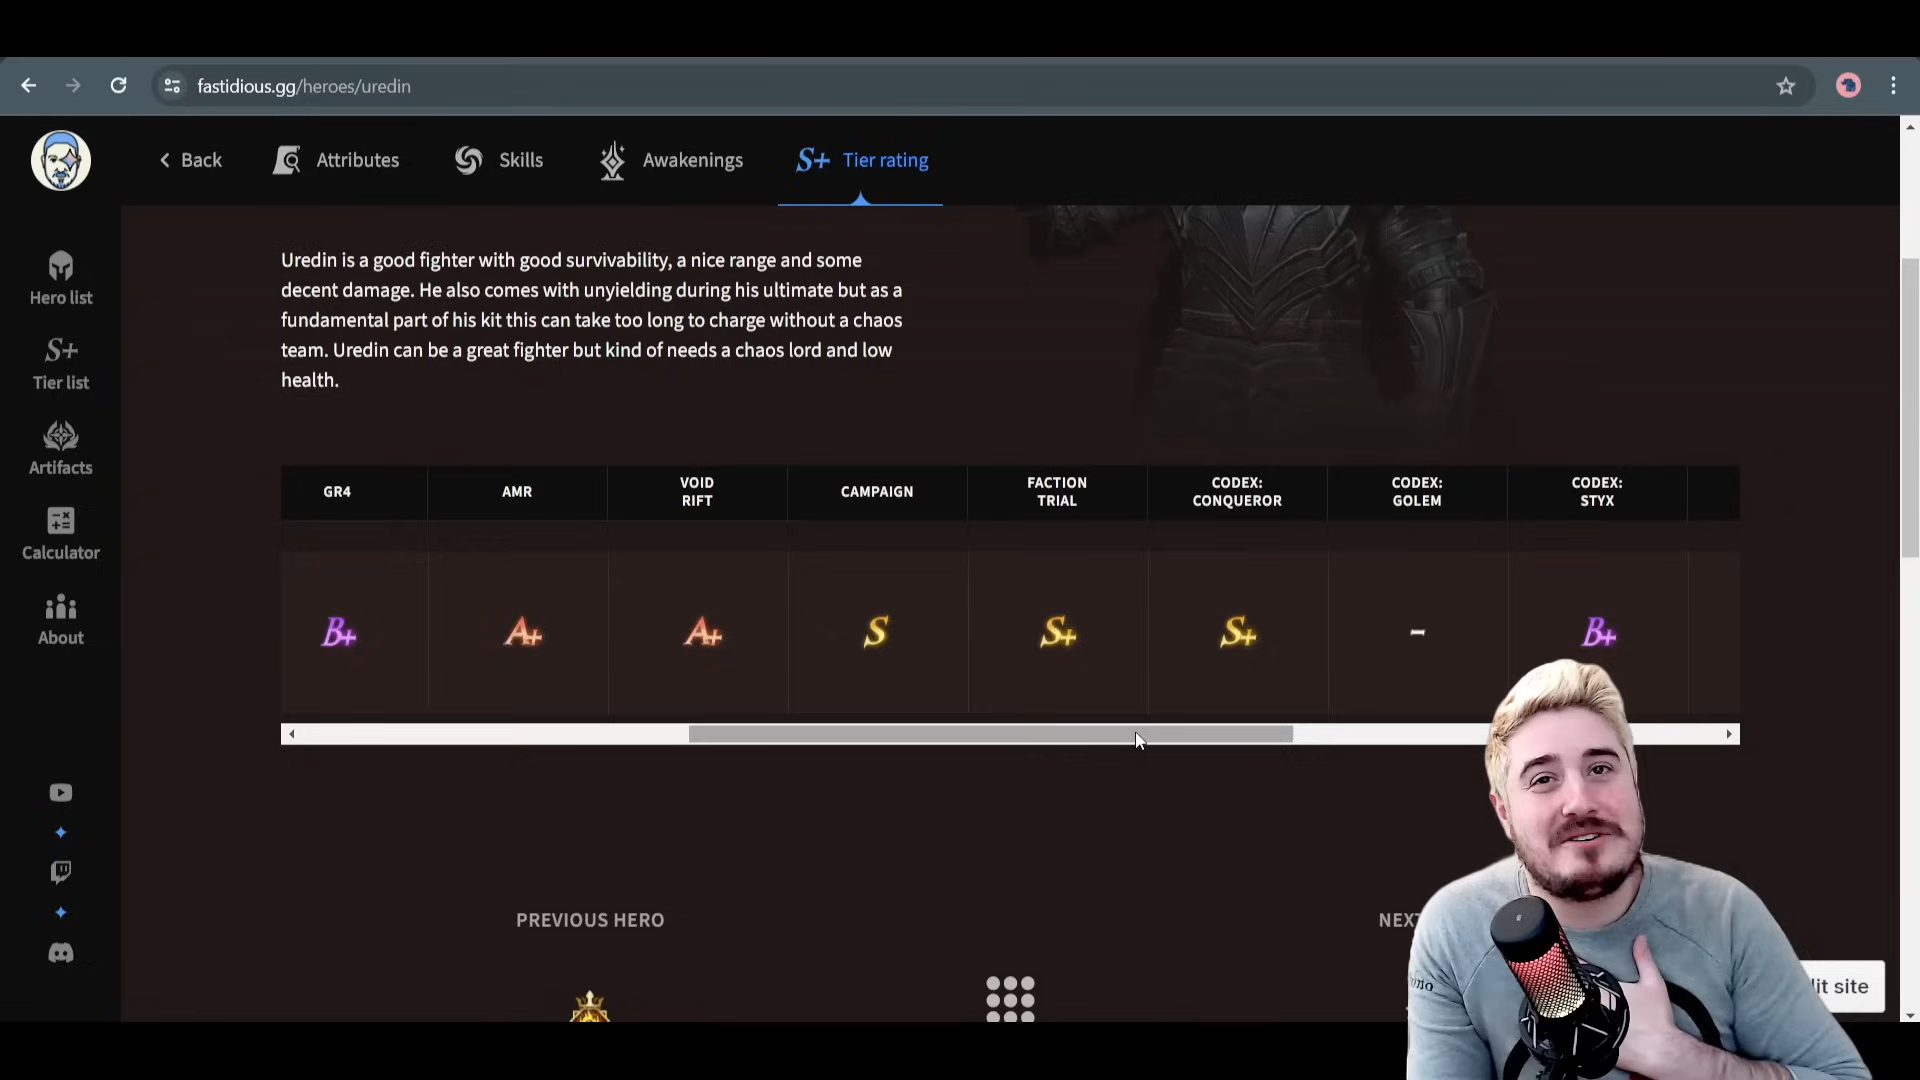 fastidious.gg/heroes/uredin
Back
Attributes
Skills
Awakenings
S+ Tier rating
Hero list
S+
Tier list
Artifacts
Calculator
About
Uredin is a good fighter with good survivability, a nice range and some
decent damage. He also comes with unyielding during his ultimate but as a
fundamental part of his kit this can take too long to charge without a chaos
team. Uredin can be a great fighter but kind of needs a chaos lord and low
health.
GR4
AMR
VOID
RIFT
CAMPAIGN
FACTION
TRIAL
CODEX:
CONQUEROR
CODEX:
GOLEM
CODEX:
STYX
B+
A+
A+
S
S+
S+
-
B+
PREVIOUS HERO
NEXT
site